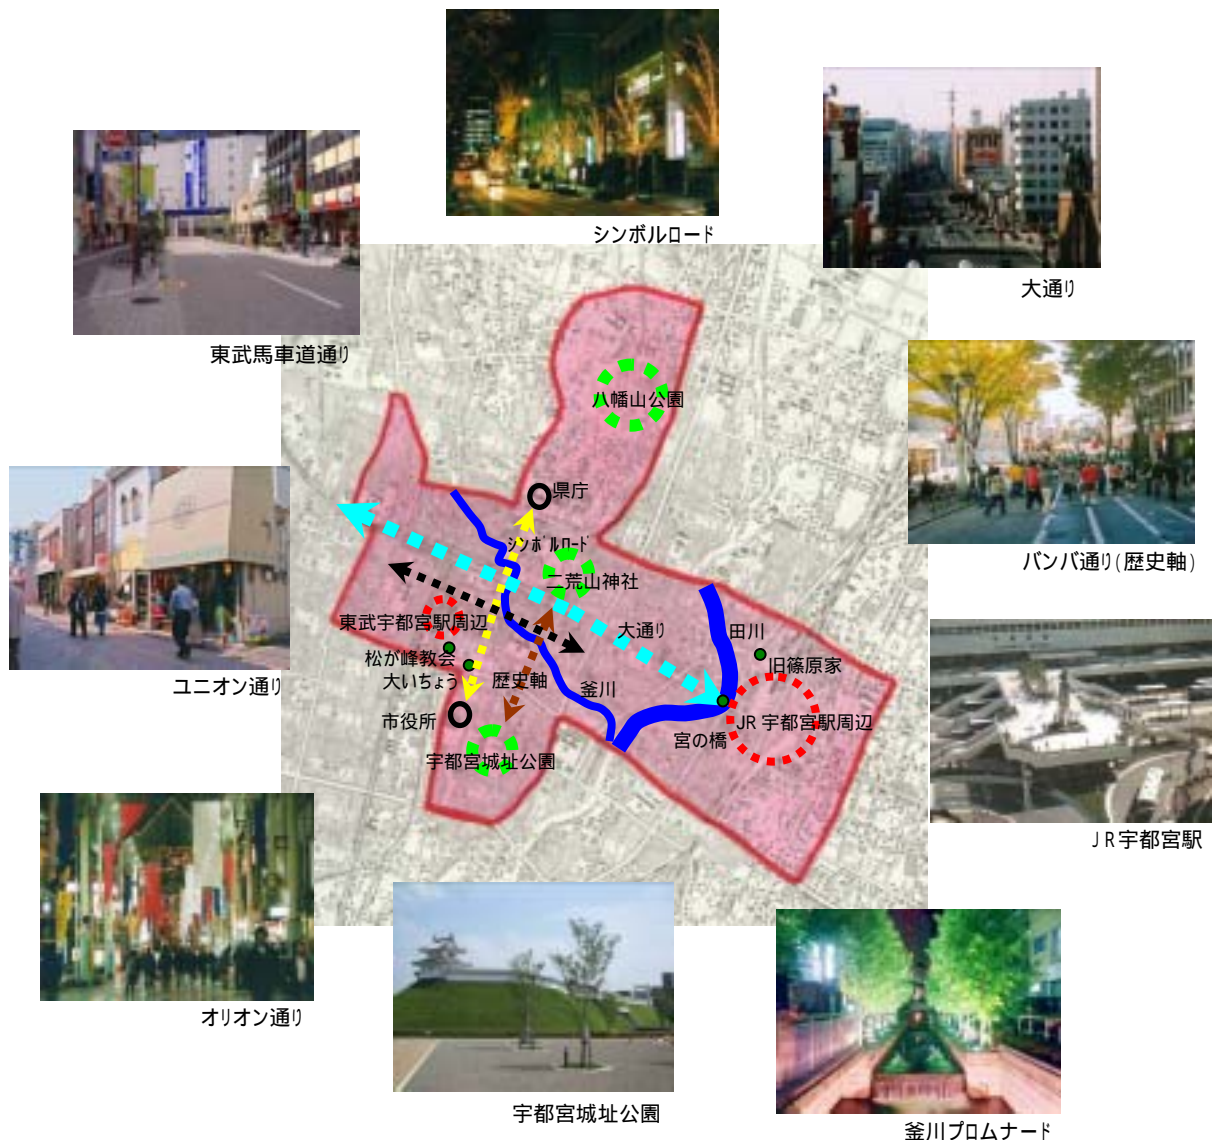 シンボルロード
大通り
東武馬車道通り
八幡山公園
県庁
シンボルロード
バンバ通り(歴史軸)
二荒山神社
東武宇都宮駅周辺
大通り
田川
松が峰教会
旧篠原家
ユニオン通り
大いちょう
歴史軸
釜川
市役所
宮の橋
JR宇都宮駅周辺
宇都宮城址公園
JR宇都宮駅
オリオン通り
宇都宮城址公園
釜川プロムナード